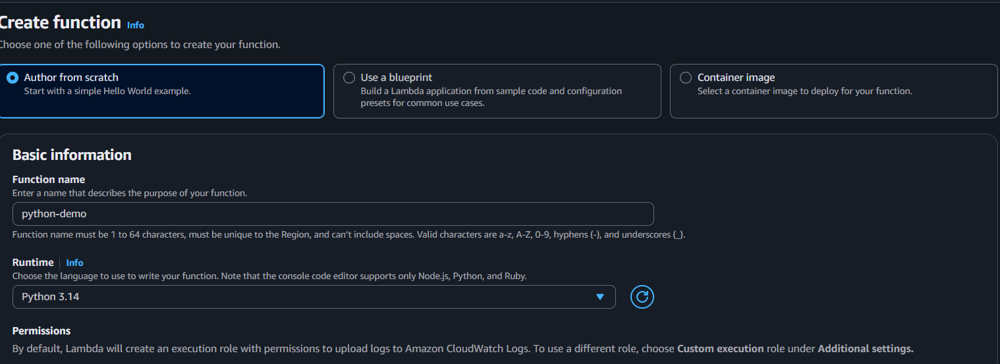 Create function Info
Choose one of the following options to create your function.
Author from scratch
Start with a simple Hello World example.
Use a blueprint
Build a Lambda application from sample code and configuration
presets for common use cases.
Container image
Select a container image to deploy for your function.
Basic information
Function name
Enter a name that describes the purpose of your function.
python-demo
Function name must be 1 to 64 characters, must be unique to the Region, and can’t include spaces. Valid characters are a-z, A-Z, 0-9, hyphens (-), and underscores (_).
Runtime Info
Choose the language to use to write your function. Note that the console code editor supports only Node.js, Python, and Ruby.
Python 3.14
Permissions
By default, Lambda will create an execution role with permissions to upload logs to Amazon CloudWatch Logs. To use a different role, choose Custom execution role under Additional settings.